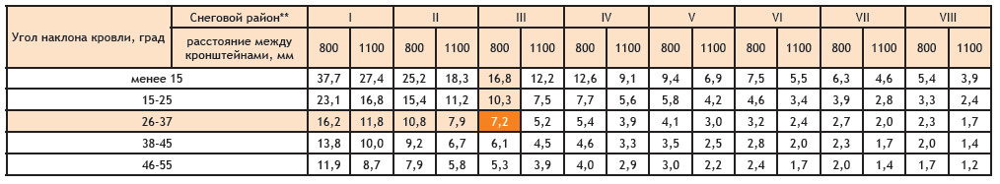 Угол наклона кровли, град Снеговой район** I II III IV V VI VII VIII
расстояние между кронштейнами, мм 800 1100 800 1100 800 1100 800 1100 800 1100 800 1100 800 1100 800 1100
менее 15 37,7 27,4 25,2 18,3 16,8 12,2 12,6 9,1 9,4 6,9 7,5 5,5 6,3 4,6 5,4 3,9
15-25 23,1 16,8 15,4 11,2 10,3 7,5 7,7 5,6 5,8 4,2 4,6 3,4 3,9 2,8 3,3 2,4
26-37 16,2 11,8 10,8 7,9 7,2 5,2 5,4 3,9 4,1 3,0 3,2 2,4 2,7 2,0 2,3 1,7
38-45 13,8 10,0 9,2 6,7 6,1 4,5 4,6 3,3 3,5 2,5 2,8 2,0 2,3 1,7 2,0 1,4
46-55 11,9 8,7 7,9 5,8 5,3 3,9 4,0 2,9 3,0 2,2 2,4 1,7 2,0 1,4 1,7 1,2